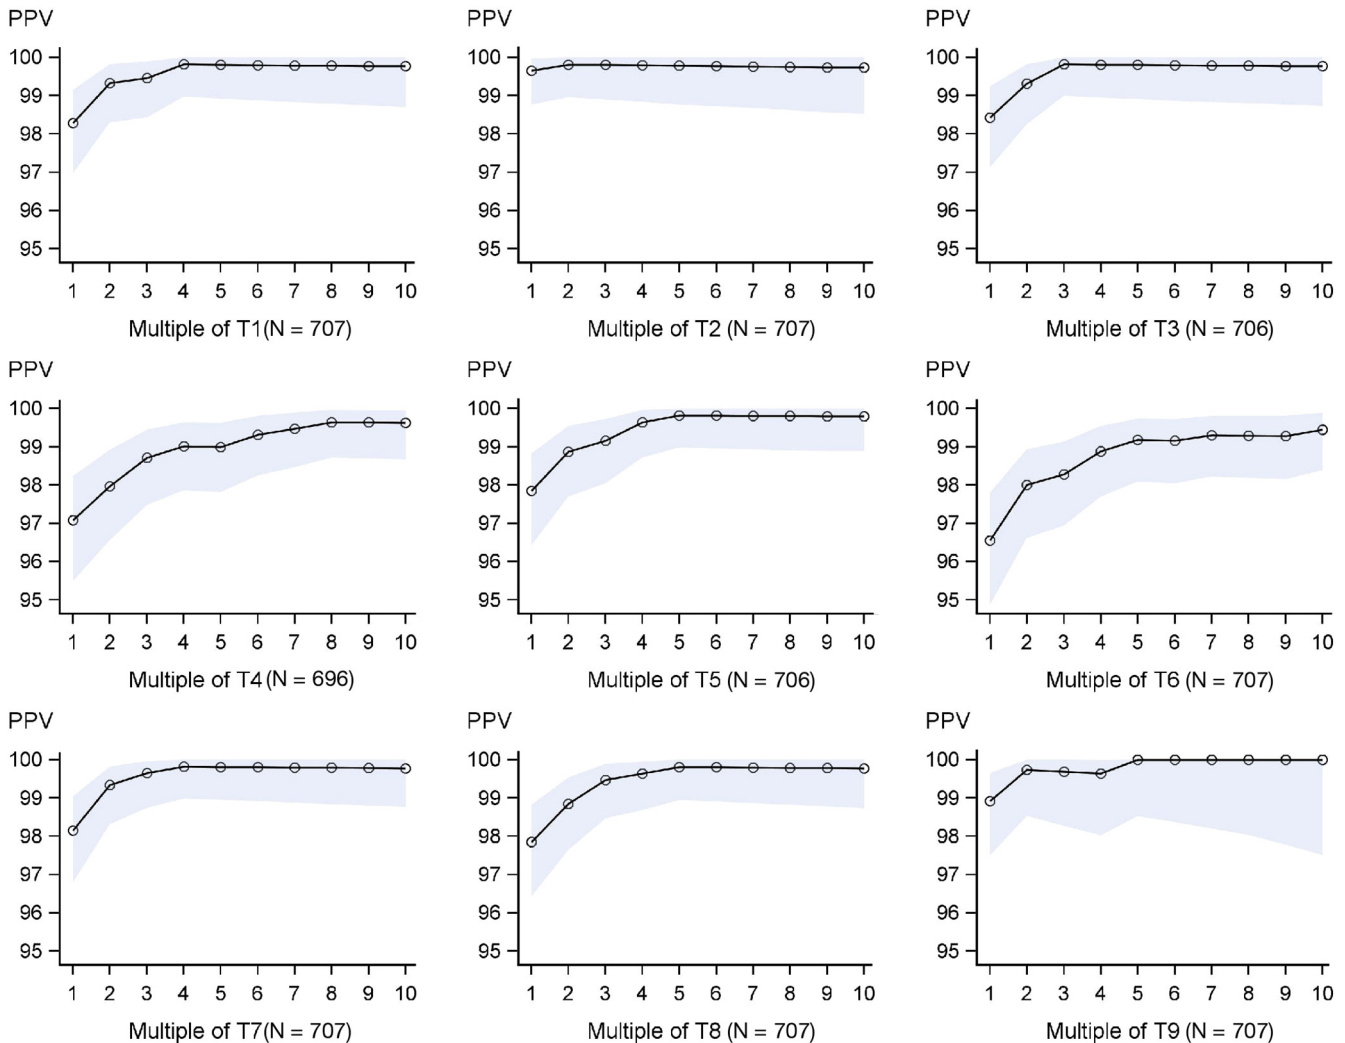 PPV PPV PPV
100 100 100
99 99 99
98 98 98
97 97 97
96 96 96
95 95 95
1 2 3 4 5 6 7 8 9 10 1 2 3 4 5 6 7 8 9 10 1 2 3 4 5 6 7 8 9 10
Multiple of T1(N = 707) Multiple of T2 (N = 707) Multiple of T3 (N = 706)
PPV PPV PPV
100 100 100
99 99 99
98 98 98
97 97 97
96 96 96
95 95 95
1 2 3 4 5 6 7 8 9 10 1 2 3 4 5 6 7 8 9 10 1 2 3 4 5 6 7 8 9 10
Multiple of T4(N = 696) Multiple of T5 (N = 706) Multiple of T6 (N = 707)
PPV PPV PPV
100 100 100
99 99 99
98 98 98
97 97 97
96 96 96
95 95 95
1 2 3 4 5 6 7 8 9 10 1 2 3 4 5 6 7 8 9 10 1 2 3 4 5 6 7 8 9 10
Multiple of T7(N = 707) Multiple of T8 (N = 707) Multiple of T9 (N = 707)